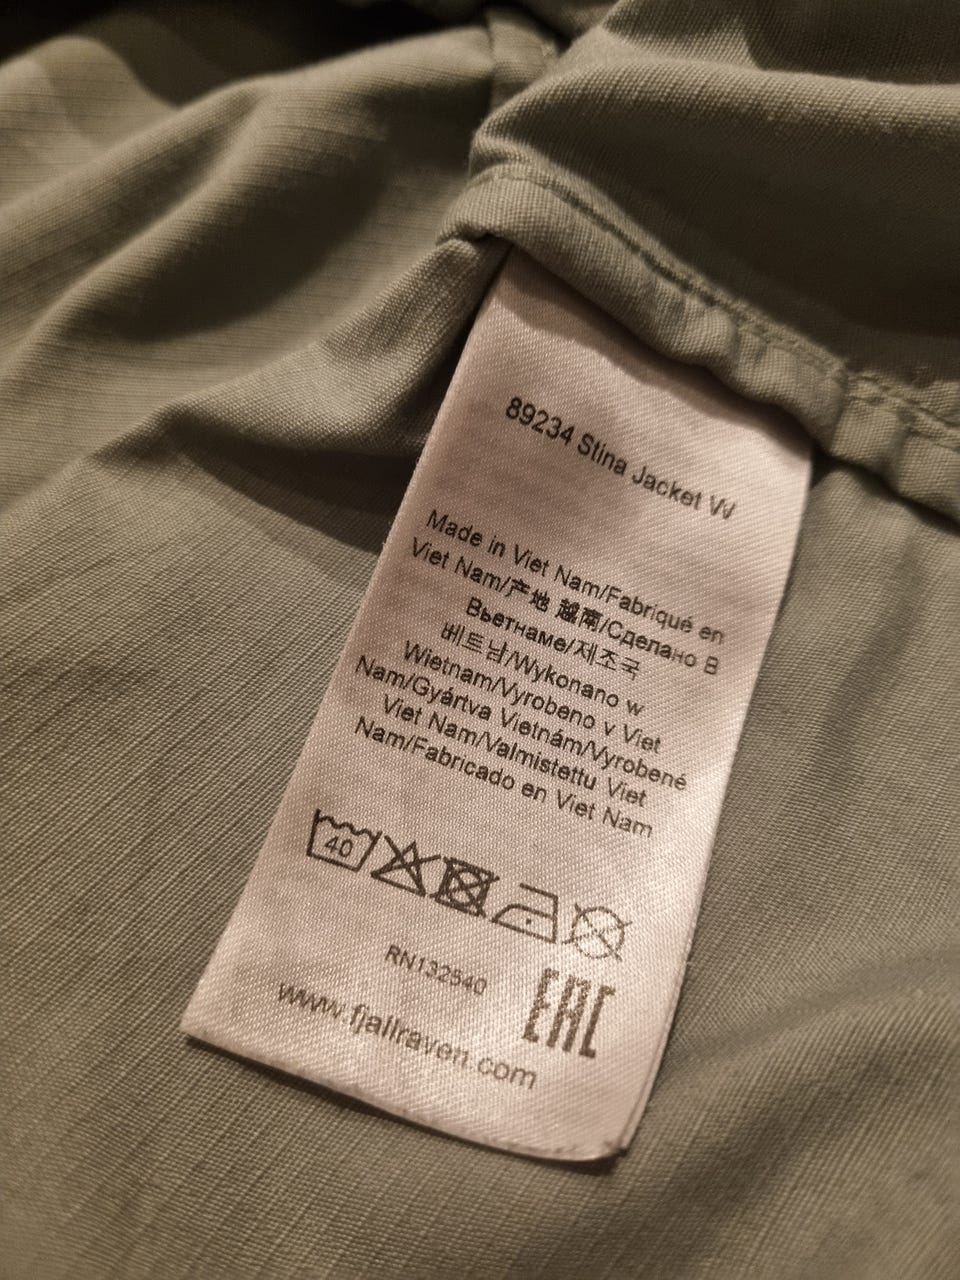 89234 Stina Jacket W
Made in Viet Nam/Fabriqué en
Viet Nam/产地 越南/Сделано В
Вьетнаме/제조국
베트남/Wykonano w
Wietnam/Vyrobeno v Viet
Nam/Gyártva Vietnám/Vyrobené
Viet Nam/Valmistettu Viet
Nam/Fabricado en Viet Nam
40
RN132540
EAC
www.fjallraven.com